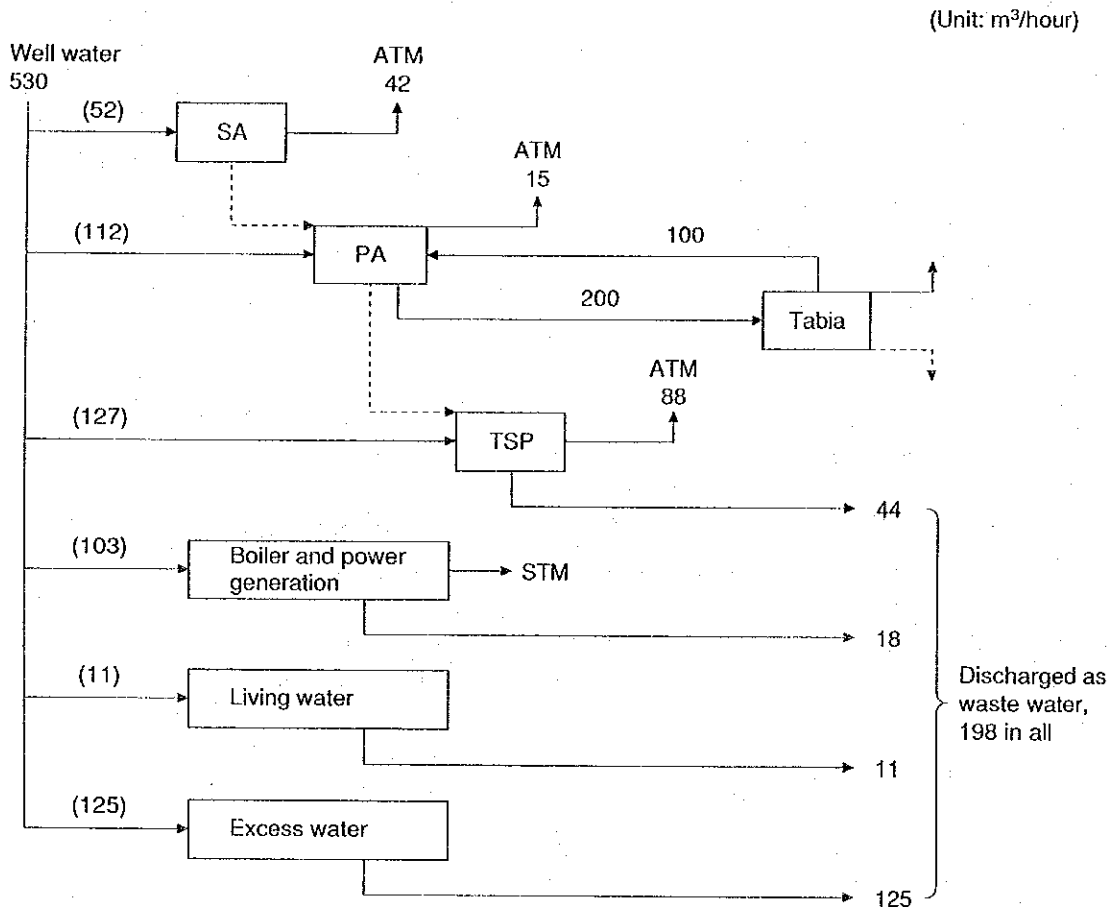 (Unit: m³/hour)
Well water
530
ATM
42
(52)
SA
ATM
15
(112)
PA
100
200
Tabia
ATM
88
(127)
TSP
44
(103)
Boiler and power
generation
STM
18
(11)
Living water
Discharged as
waste water,
198 in all
11
(125)
Excess water
125